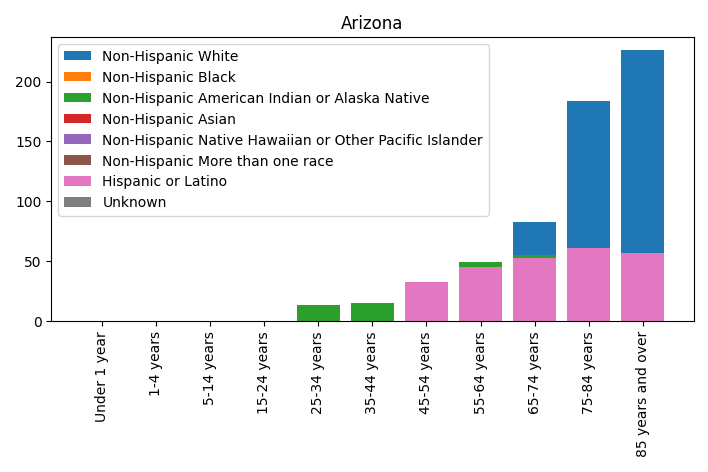 Arizona
Non-Hispanic White
Non-Hispanic Black
Non-Hispanic American Indian or Alaska Native
Non-Hispanic Asian
Non-Hispanic Native Hawaiian or Other Pacific Islander
Non-Hispanic More than one race
Hispanic or Latino
Unknown
200
150
100
50
0
Under 1 year
1-4 years
5-14 years
15-24 years
25-34 years
35-44 years
45-54 years
55-64 years
65-74 years
75-84 years
85 years and over